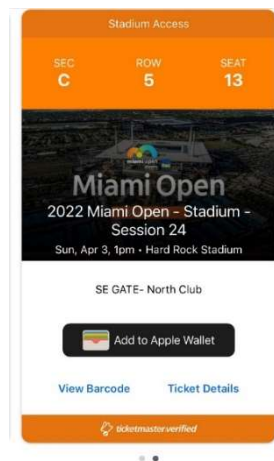 Stadium Access
SEC ROW SEAT
C 5 13
Miami Open
2022 Miami Open - Stadium -
Session 24
Sun, Apr 3, 1pm • Hard Rock Stadium
SE GATE- North Club
Add to Apple Wallet
View Barcode Ticket Details
ticketmaster verified